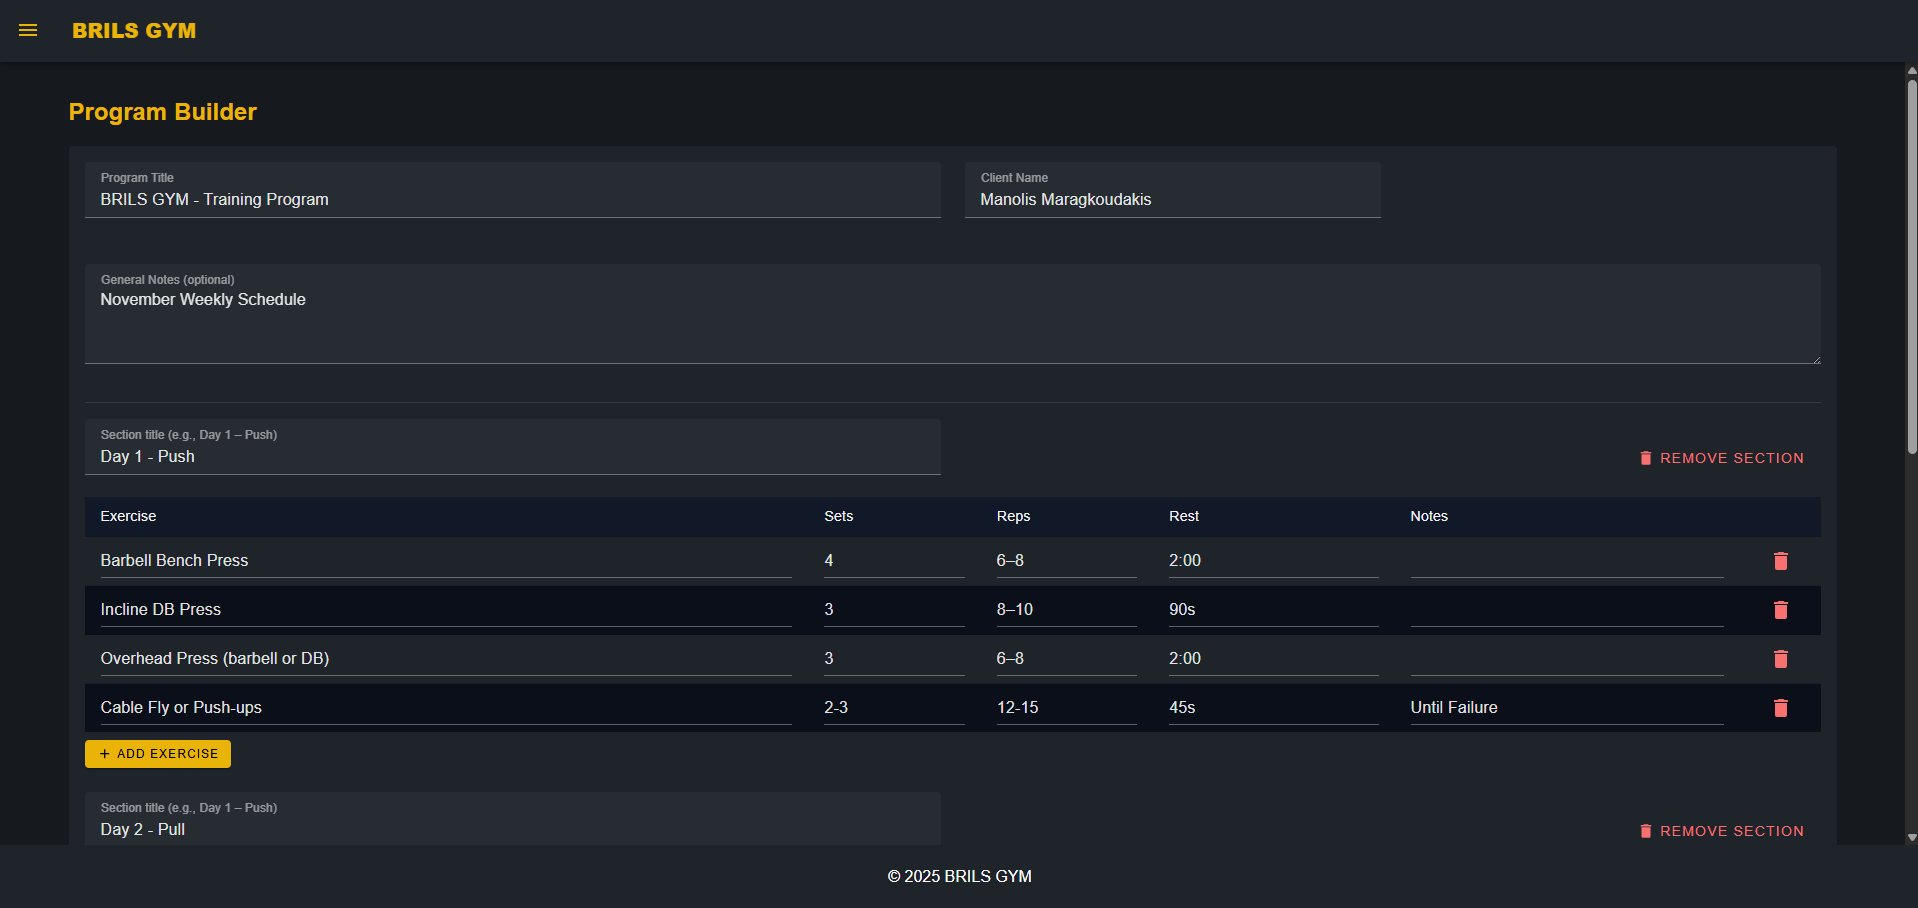 BRILS GYM
Program Builder
Program Title
BRILS GYM - Training Program
Client Name
Manolis Maragkoudakis
General Notes (optional)
November Weekly Schedule
Section title (e.g., Day 1 – Push)
Day 1 - Push
REMOVE SECTION
Exercise Sets Reps Rest Notes
Barbell Bench Press 4 6–8 2:00
Incline DB Press 3 8–10 90s
Overhead Press (barbell or DB) 3 6–8 2:00
Cable Fly or Push-ups 2-3 12-15 45s Until Failure
+ ADD EXERCISE
Section title (e.g., Day 1 – Push)
Day 2 - Pull
REMOVE SECTION
© 2025 BRILS GYM